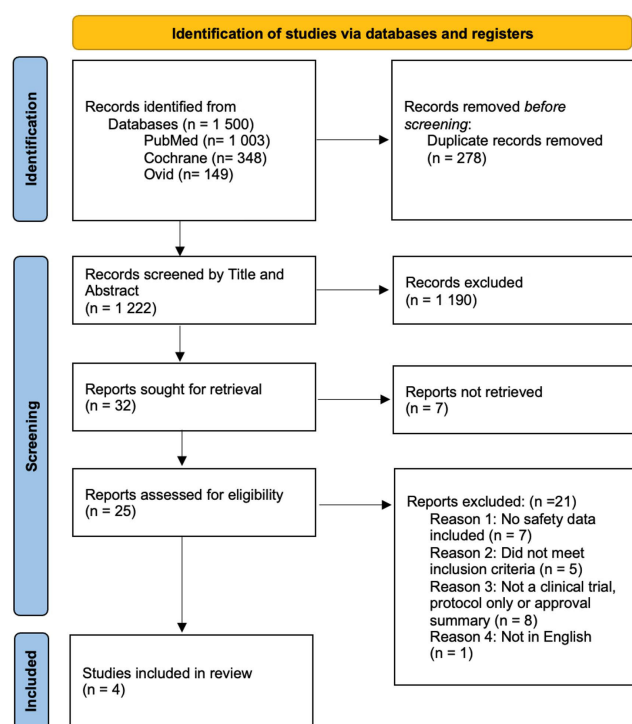 Identification of studies via databases and registers
Identification
Records identified from
Databases (n = 1 500)
PubMed (n= 1 003)
Cochrane (n= 348)
Ovid (n= 149)
Records removed before
screening:
Duplicate records removed
(n = 278)
Screening
Records screened by Title and
Abstract
(n = 1 222)
Records excluded
(n = 1 190)
Reports sought for retrieval
(n = 32)
Reports not retrieved
(n = 7)
Reports assessed for eligibility
(n = 25)
Reports excluded: (n =21)
Reason 1: No safety data
included (n = 7)
Reason 2: Did not meet
inclusion criteria (n = 5)
Reason 3: Not a clinical trial,
protocol only or approval
summary
(n = 8)
Reason 4: Not in English
(n = 1)
Included
Studies included in review
(n = 4)